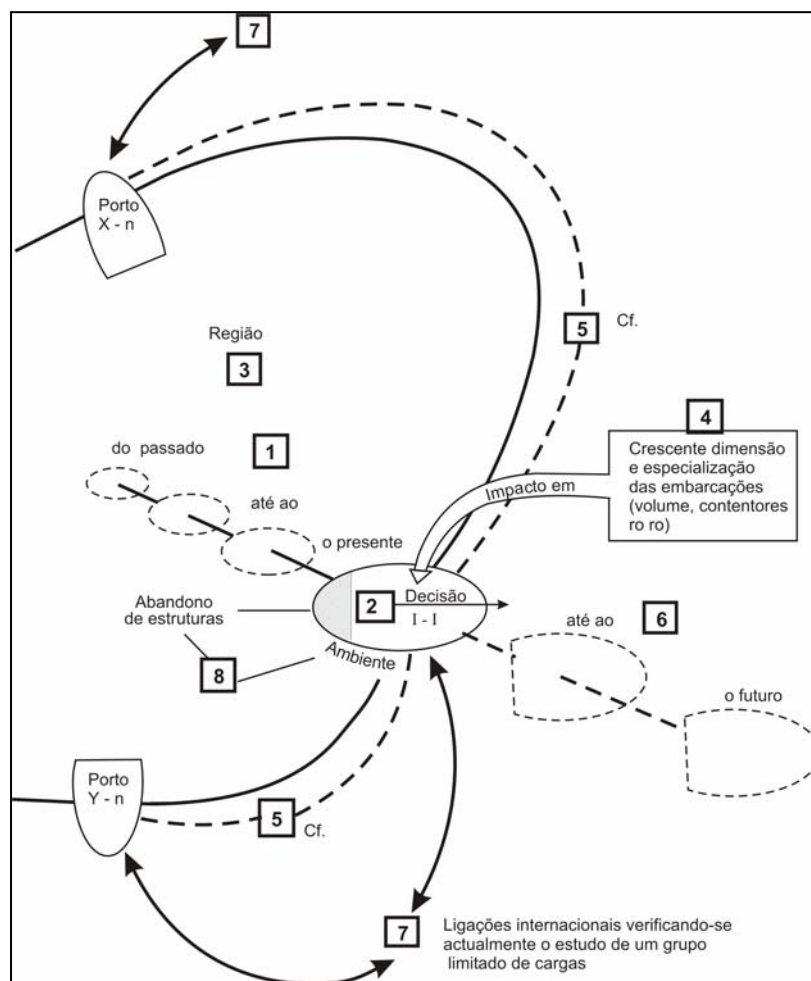 7
Porto
X - n
5
Cf.
Região
3
4
do passado
1
Crescente dimensão
e especialização
das embarcações
(volume, contentores
ro ro)
até ao
Impacto em
o presente
2
Decisão
I - I
Abandono
de estruturas
até ao
6
Ambiente
8
o futuro
Porto
Y - n
5
Cf.
7
Ligações internacionais verificando-se
actualmente o estudo de um grupo
limitado de cargas